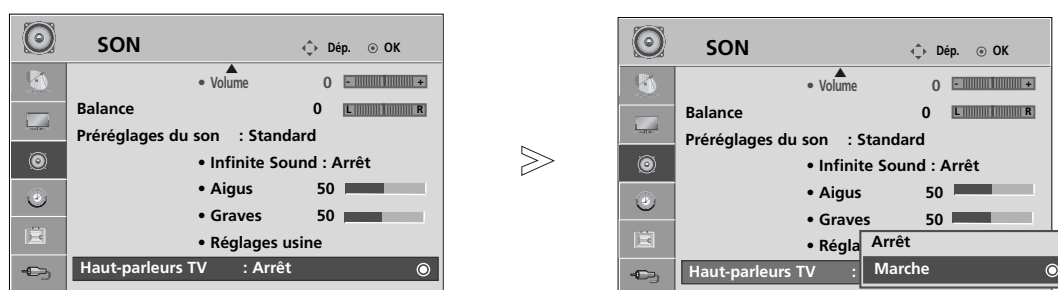 SON Dép. OK
• Volume 0 - +
Balance 0 L R
Préréglages du son : Standard
• Infinite Sound : Arrêt
• Aigus 50
• Graves 50
• Réglages usine
Haut-parleurs TV : Arrêt
SON Dép. OK
• Volume 0 - +
Balance 0 L R
Préréglages du son : Standard
• Infinite Sound : Arrêt
• Aigus 50
• Graves 50
• Régla
Arrêt
Haut-parleurs TV : Marche